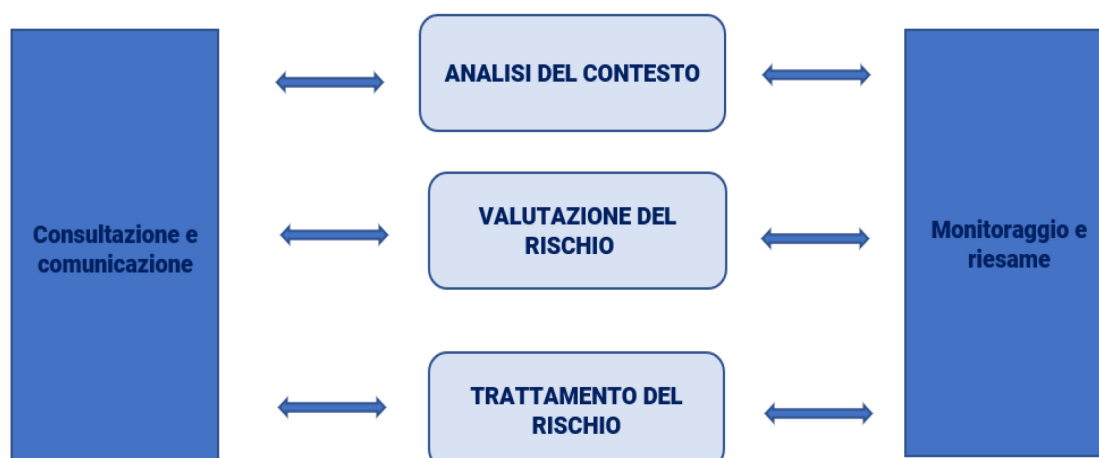 ANALISI DEL CONTESTO
VALUTAZIONE DEL
RISCHIO
Consultazione e
comunicazione
Monitoraggio e
riesame
TRATTAMENTO DEL
RISCHIO